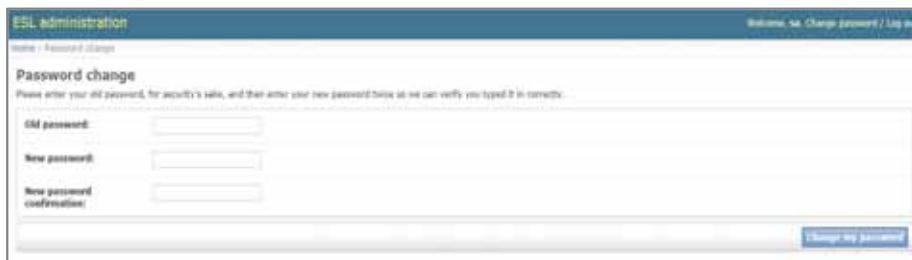 ESL administration
Welcome, sa. Change password / Log
Home › Password change
Password change
Please enter your old password, for security's sake, and then enter your new password twice so we can verify you typed it in correctly.
Old password:
New password:
New password
confirmation:
Change my password